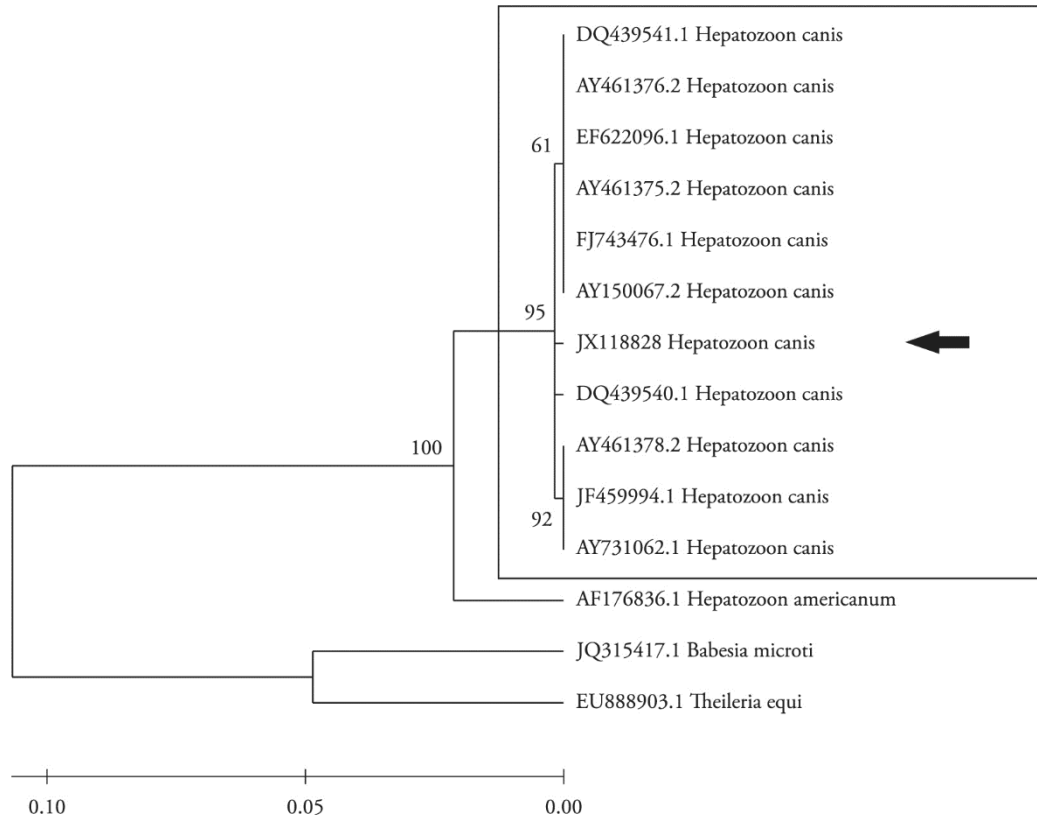 DQ439541.1 Hepatozoon canis
AY461376.2 Hepatozoon canis
EF622096.1 Hepatozoon canis
61
AY461375.2 Hepatozoon canis
FJ743476.1 Hepatozoon canis
AY150067.2 Hepatozoon canis
95
JX118828 Hepatozoon canis
DQ439540.1 Hepatozoon canis
100
AY461378.2 Hepatozoon canis
JF459994.1 Hepatozoon canis
92
AY731062.1 Hepatozoon canis
AF176836.1 Hepatozoon americanum
JQ315417.1 Babesia microti
EU888903.1 Theileria equi
0.10 0.05 0.00